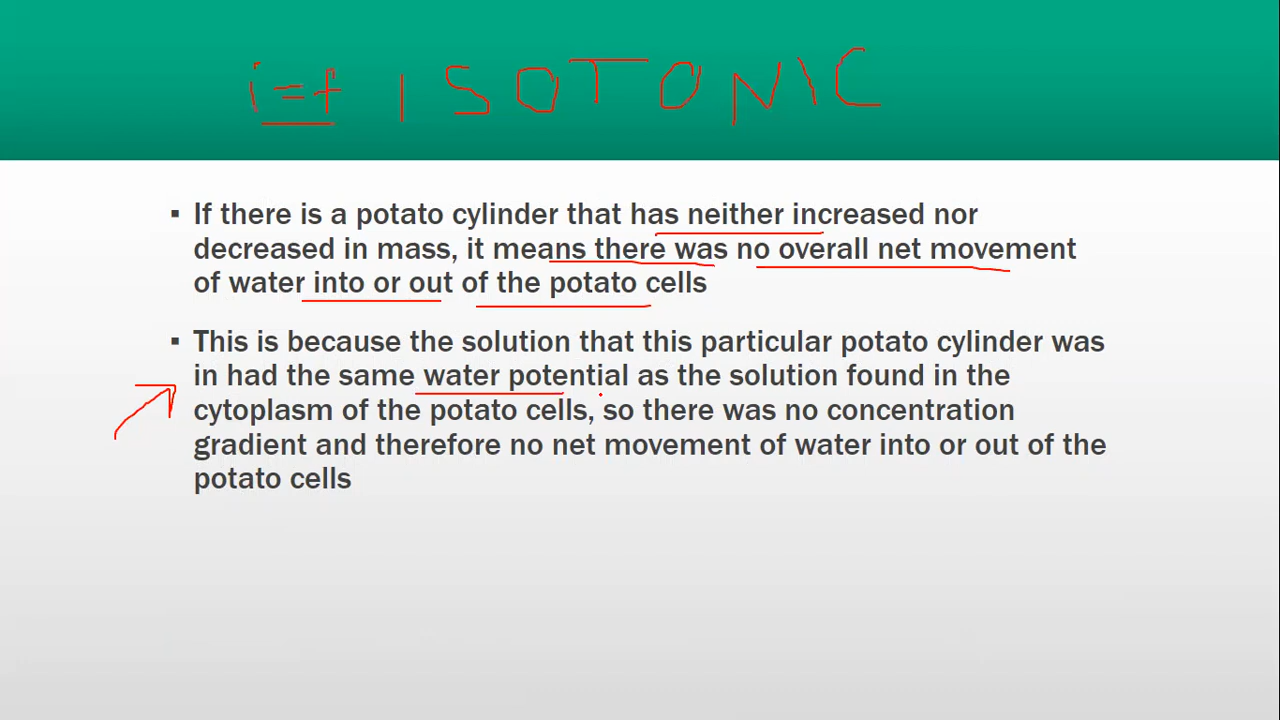 i=f ISOTONIC
▪ If there is a potato cylinder that has neither increased nor
decreased in mass, it means there was no overall net movement
of water into or out of the potato cells
▪ This is because the solution that this particular potato cylinder was
in had the same water potential as the solution found in the
cytoplasm of the potato cells, so there was no concentration
gradient and therefore no net movement of water into or out of the
potato cells